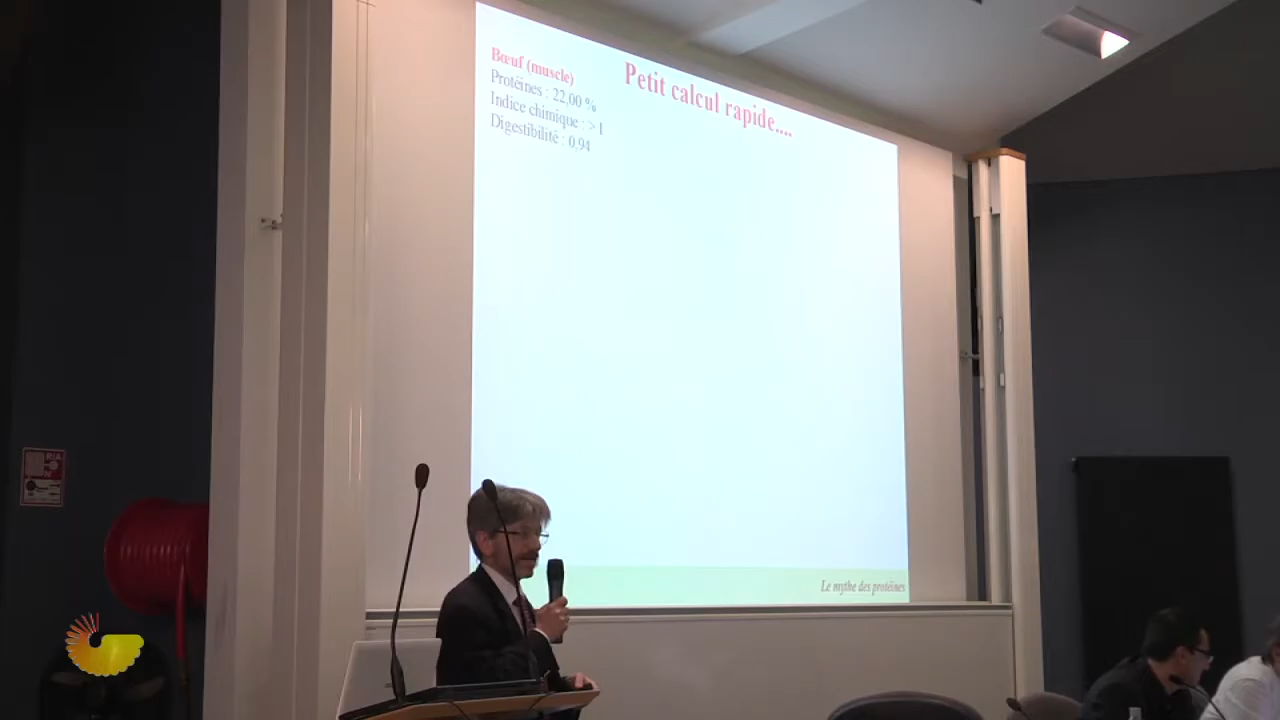 Petit calcul rapide....
Bœuf (muscle)
Protéines : 22,00 %
Indice chimique : > 1
Digestibilité : 0,94
Le mythe des protéines